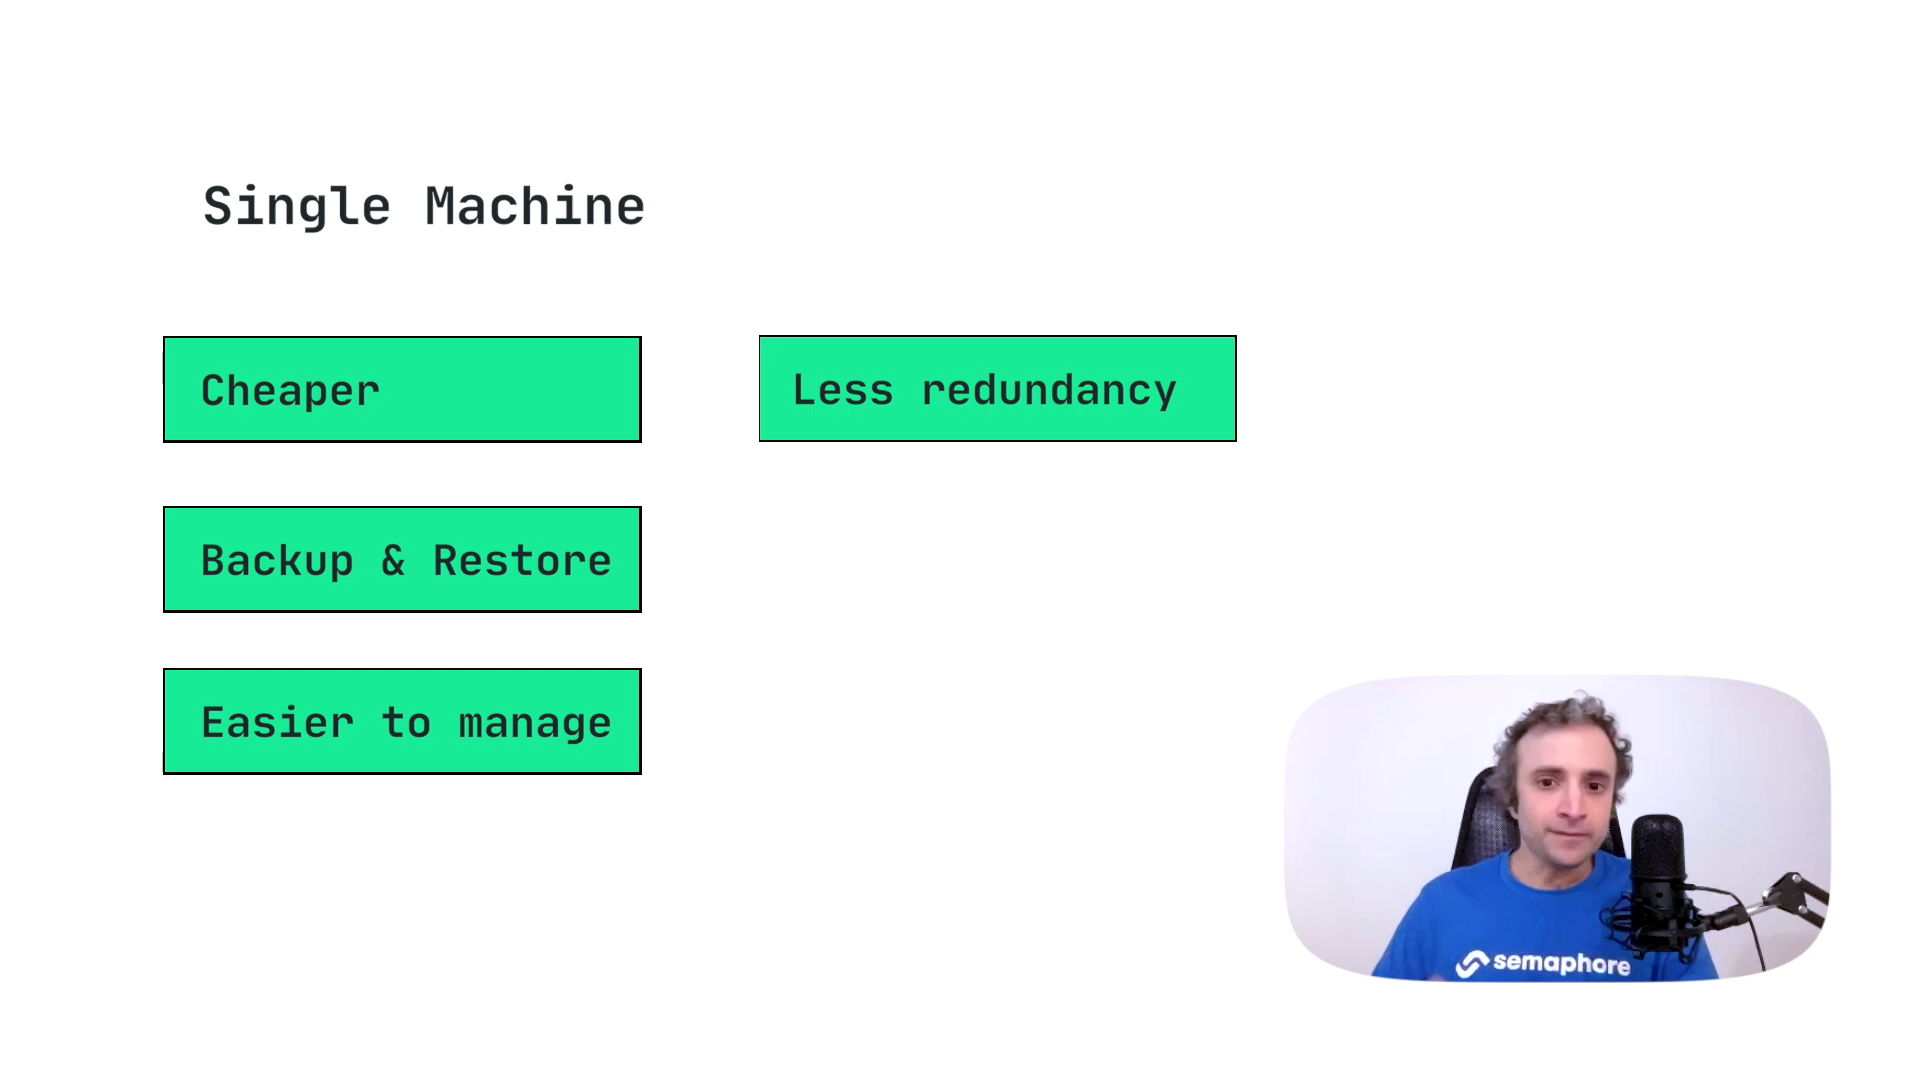 Single Machine
Cheaper
Less redundancy
Backup & Restore
Easier to manage
semaphore